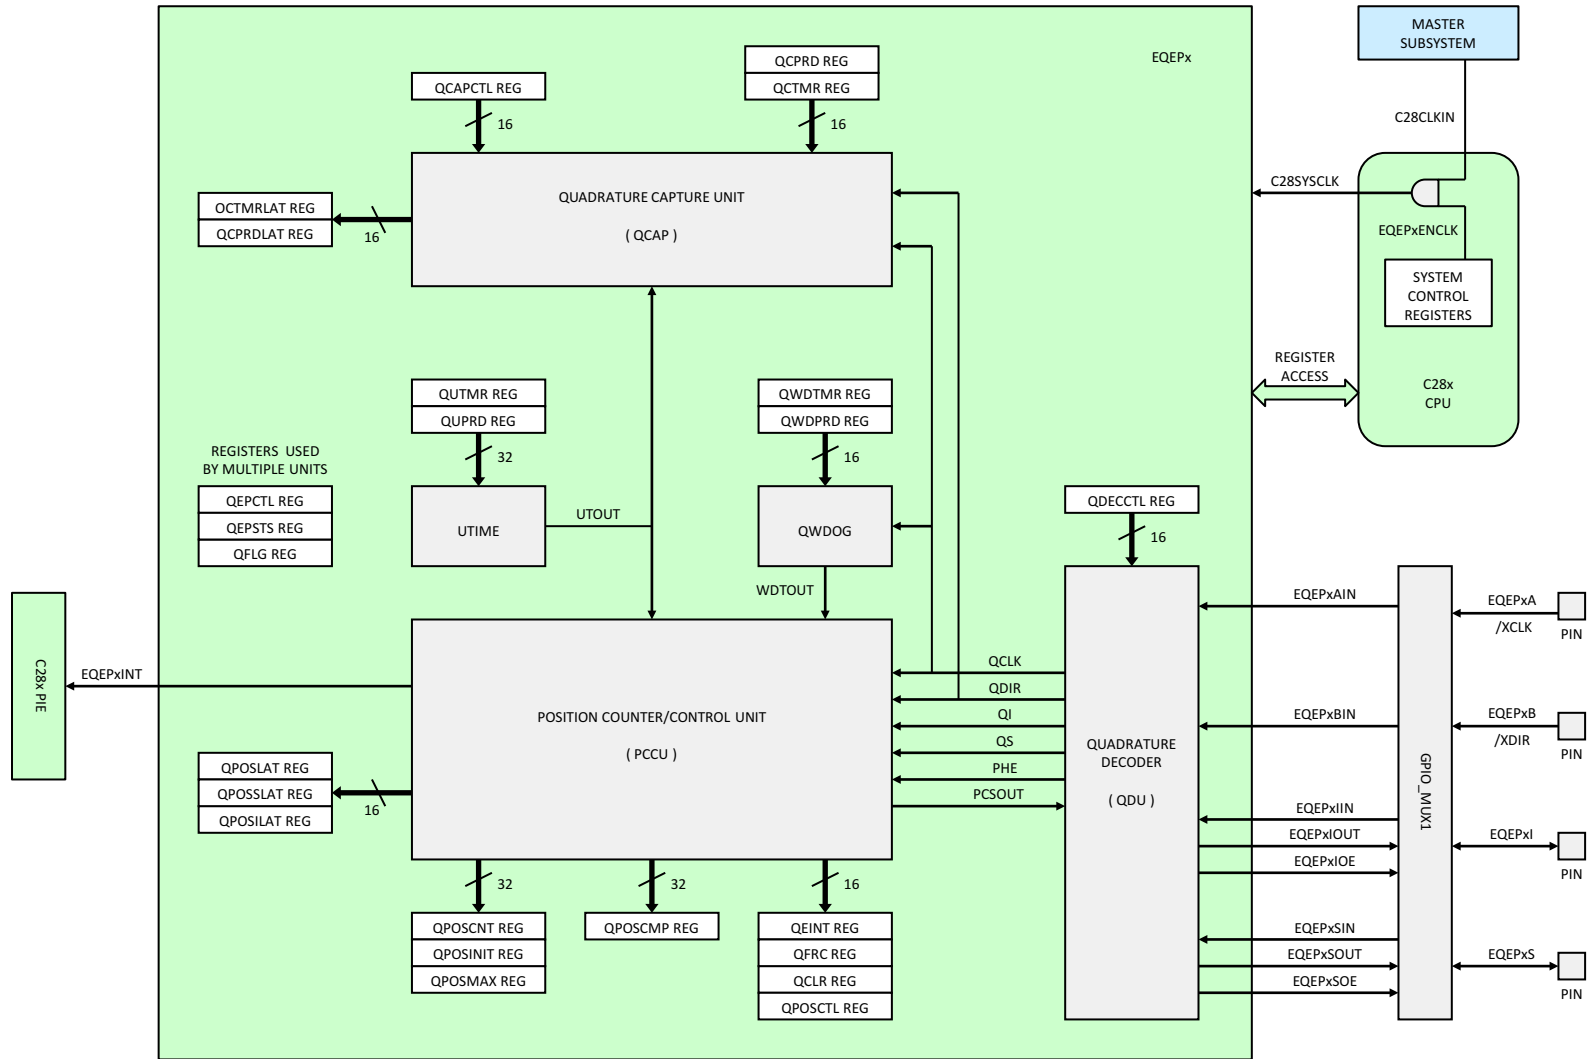 MASTER
SUBSYSTEM
EQEPx
QCPRD REG
QCAPCTL REG
QCTMR REG
16
16
C28CLKIN
C28SYSCLK
QUADRATURE CAPTURE UNIT
( QCAP )
OCTMRLAT REG
QCPRDLAT REG
16
EQEPxENCLK
SYSTEM
CONTROL
REGISTERS
REGISTER
ACCESS
C28x
CPU
QUTMR REG
QUPRD REG
32
QWDTMR REG
QWDPRD REG
16
REGISTERS USED
BY MULTIPLE UNITS
QEPCTL REG
QEPSTS REG
QFLG REG
UTIME
UTOUT
QWDOG
WDTOUT
QDECCTL REG
16
C28x PIE
EQEPxINT
POSITION COUNTER/CONTROL UNIT
( PCCU )
QCLK
QDIR
QI
QS
PHE
PCSOUT
QUADRATURE
DECODER
( QDU )
EQEPxAIN
EQEPxBIN
EQEPxIIN
EQEPxIOUT
EQEPxIOE
EQEPxSIN
EQEPxSOUT
EQEPxSOE
GPIO_MUX1
EQEPxA
/XCLK
PIN
EQEPxB
/XDIR
PIN
EQEPxI
PIN
EQEPxS
PIN
QPOSLAT REG
QPOSSLAT REG
QPOSILAT REG
16
32
32
16
QPOSCNT REG
QPOSINIT REG
QPOSMAX REG
QPOSCMP REG
QEINT REG
QFRC REG
QCLR REG
QPOSCTL REG